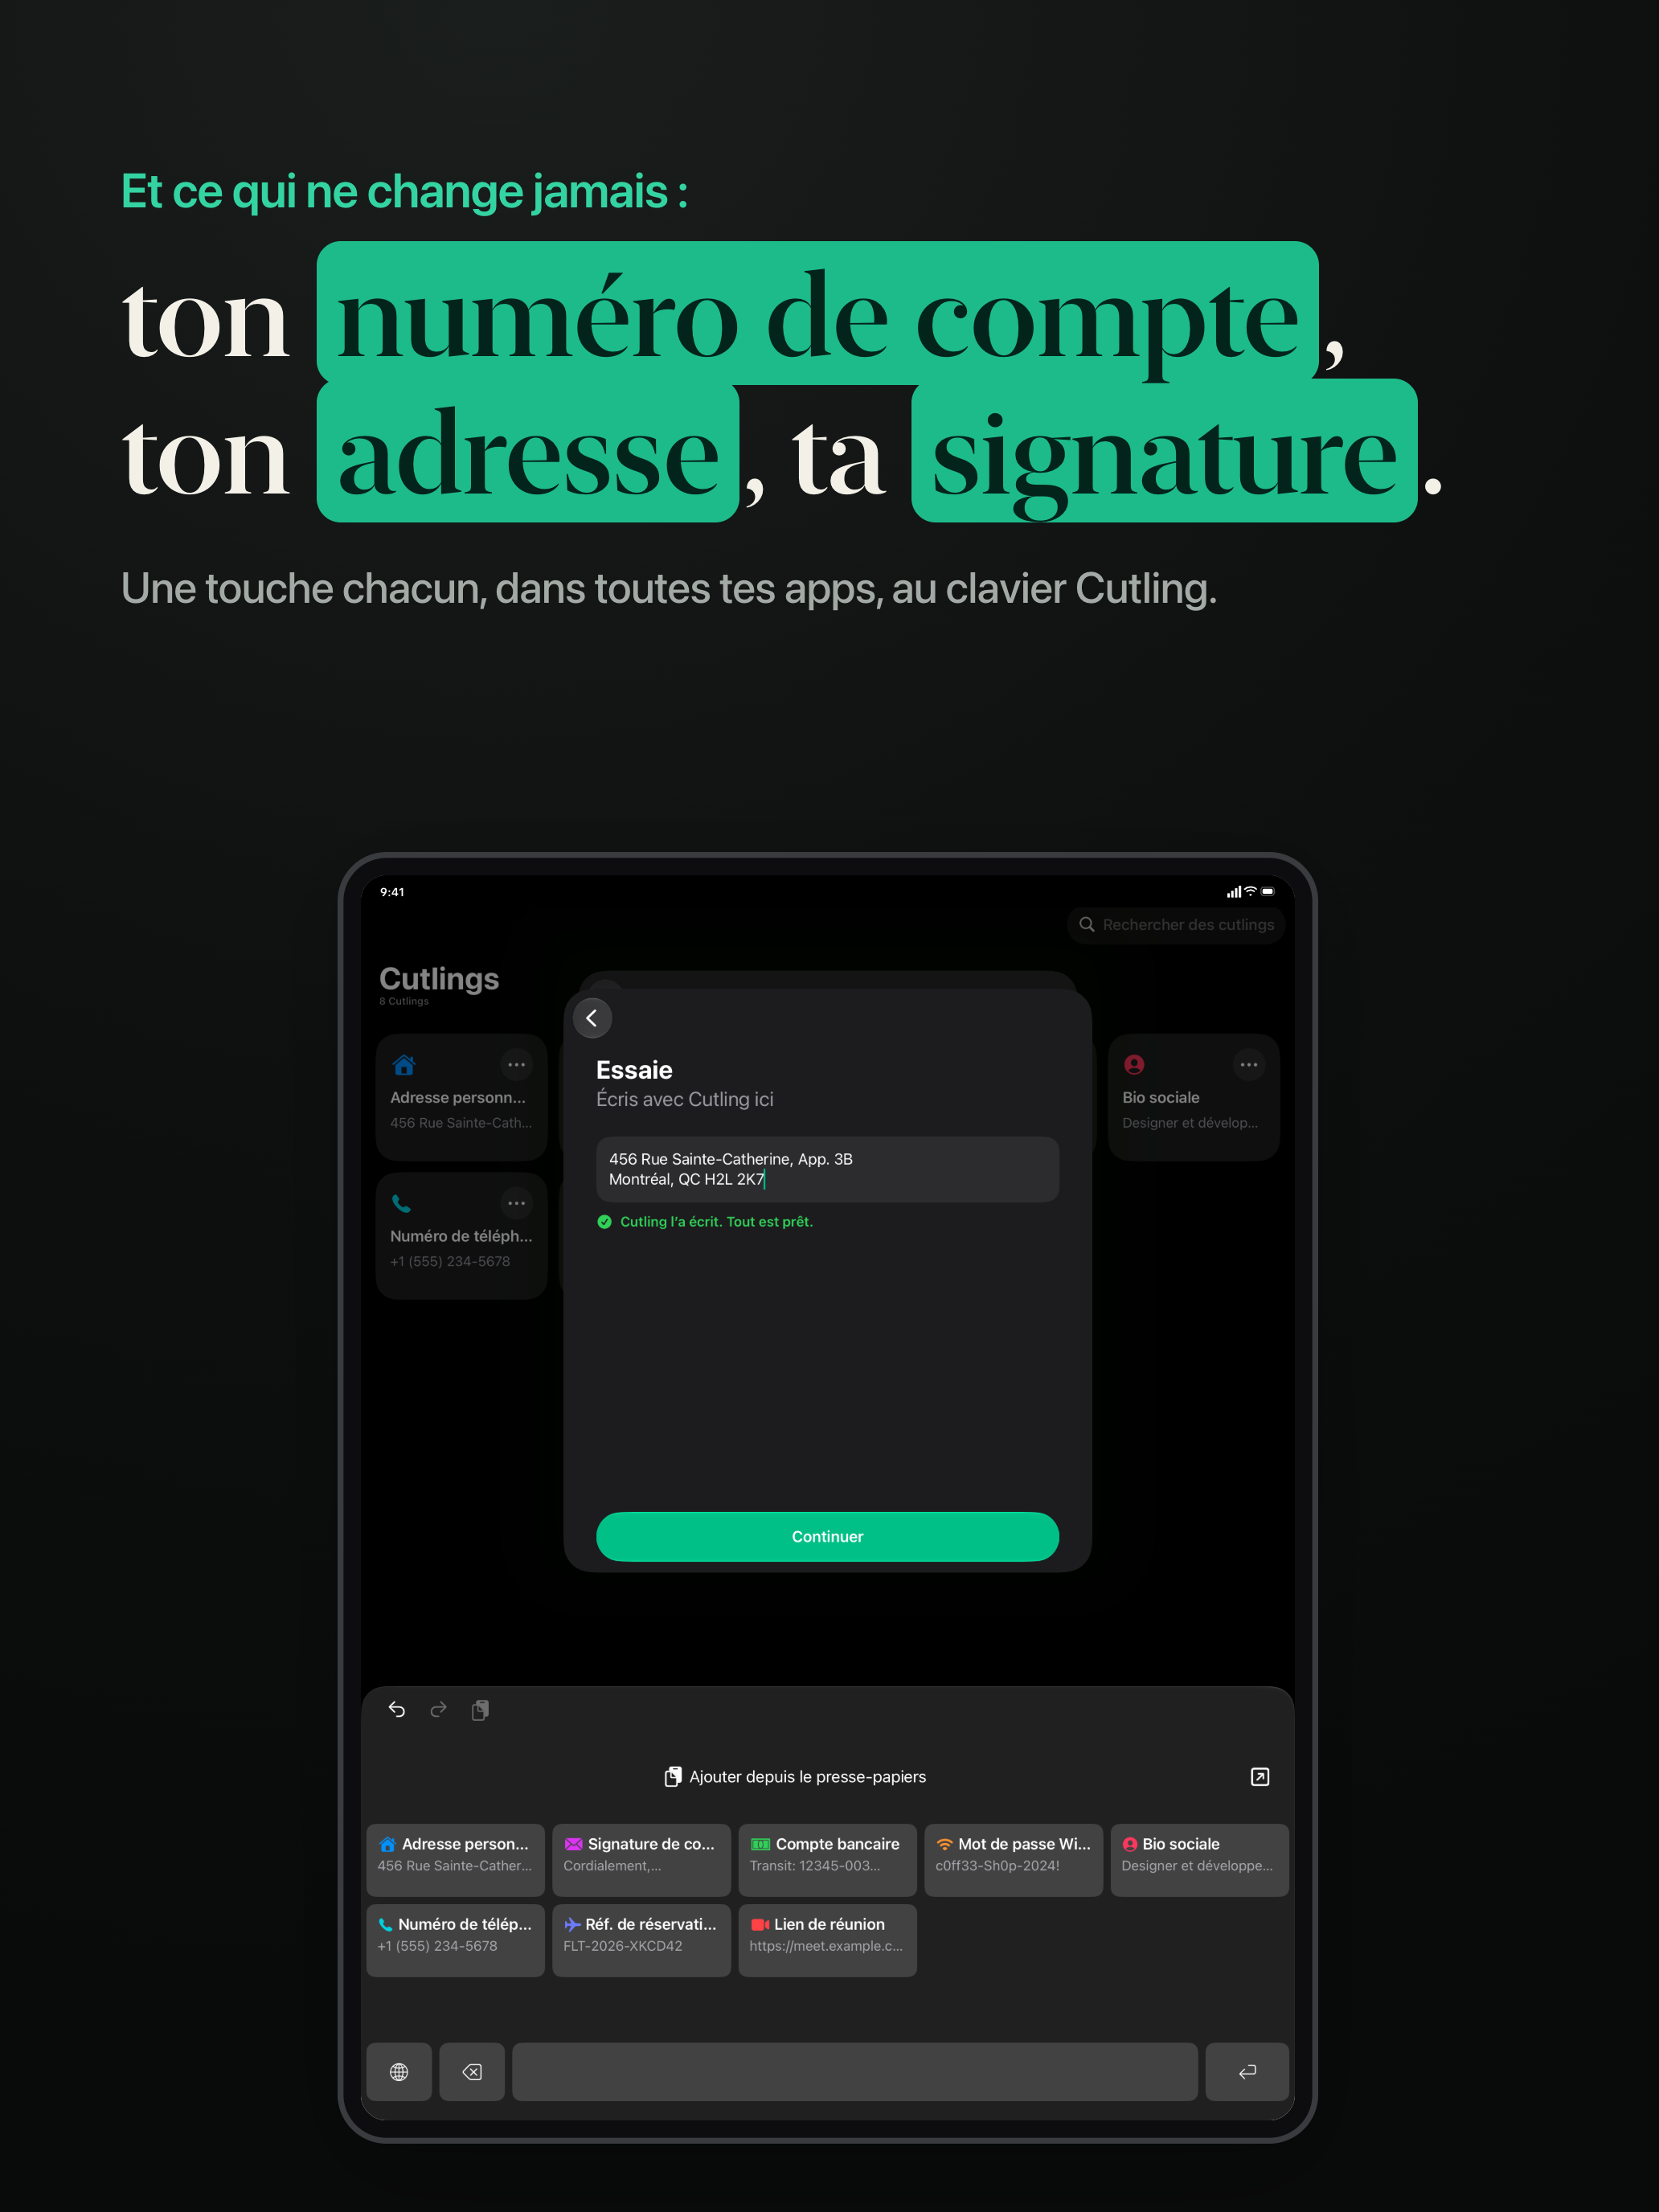 Et ce qui ne change jamais :
ton numéro de compte,
ton adresse, ta signature.
Une touche chacun, dans toutes tes apps, au clavier Cutling.
9:41
Rechercher des cutlings
Cutlings
8 Cutlings
Adresse personn...
456 Rue Sainte-Cath...
Bio sociale
Designer et dévelop...
Numéro de téléph...
+1 (555) 234-5678
Essaie
Écris avec Cutling ici
456 Rue Sainte-Catherine, App. 3B
Montréal, QC H2L 2K7
Cutling l’a écrit. Tout est prêt.
Continuer
Ajouter depuis le presse-papiers
Adresse person...
456 Rue Sainte-Cather...
Signature de co...
Cordialement,...
Compte bancaire
Transit: 12345-003...
Mot de passe Wi...
c0ff33-Sh0p-2024!
Bio sociale
Designer et développe...
Numéro de télép...
+1 (555) 234-5678
Réf. de réservati...
FLT-2026-XKCD42
Lien de réunion
https://meet.example.c...